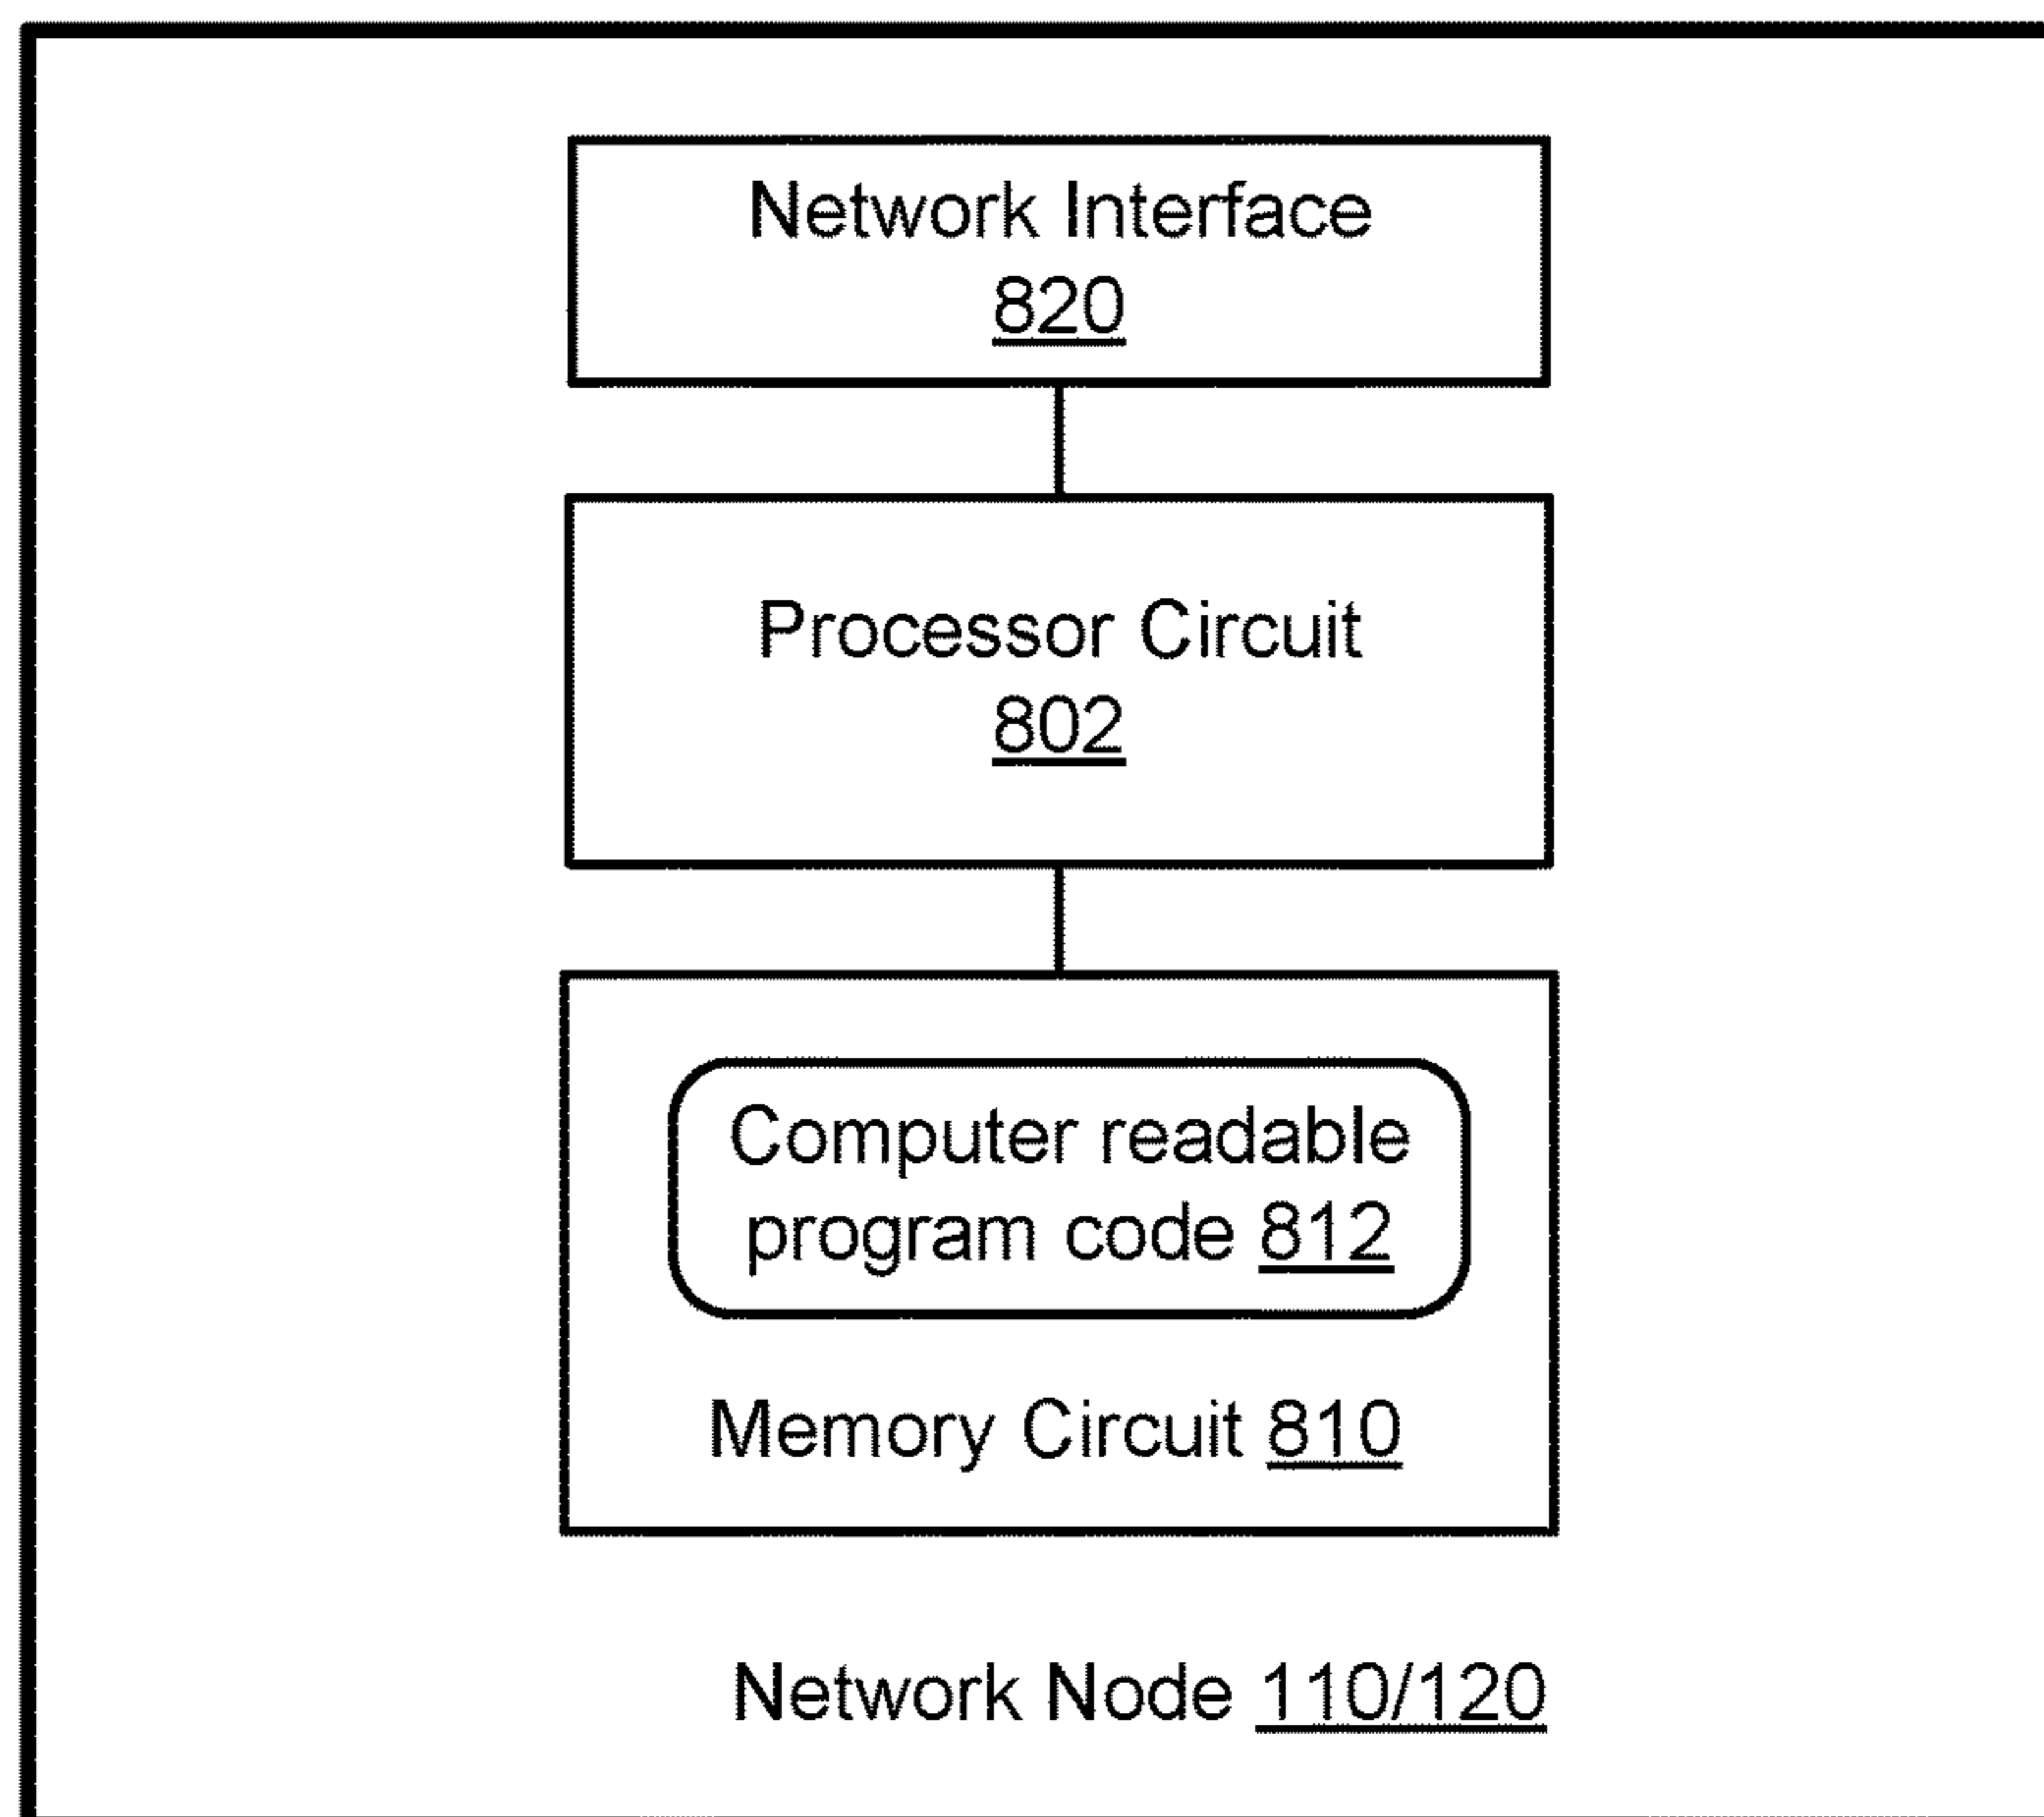 Network Interface
820
Processor Circuit
802
Computer readable
program code 812
Memory Circuit 810
Network Node 110/120